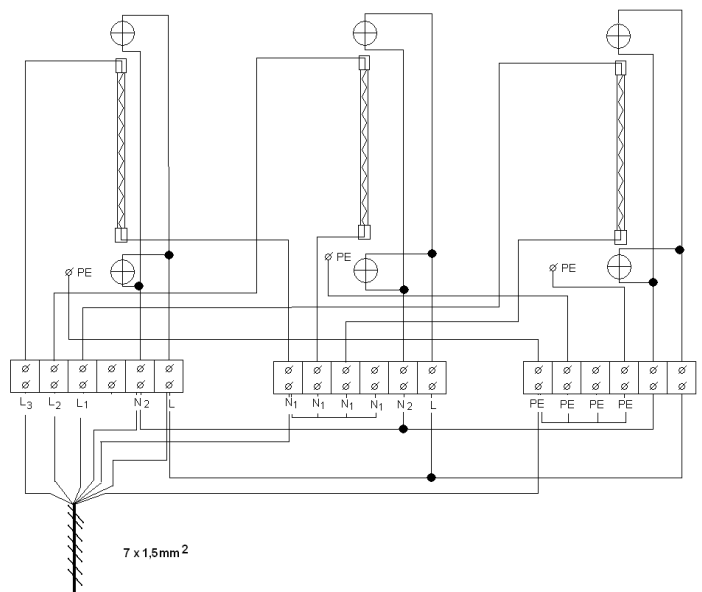 PE
PE
PE
L3 L2 L1 N2 L
N1 N1 N1 N1 N2 L
PE PE PE PE
7 x 1,5mm2